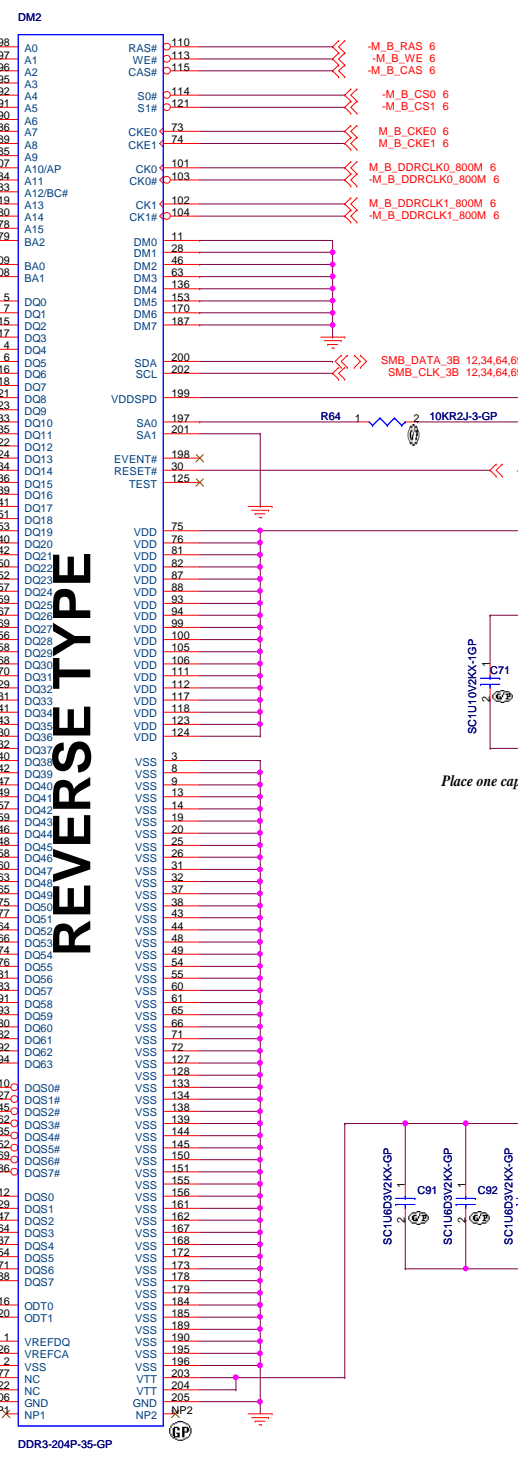 DM2
A0 RAS# 110 -M_B_RAS 6
A1 WE# 113 -M_B_WE 6
A2 CAS# 115 -M_B_CAS 6
A3
A4 S0# 114 -M_B_CS0 6
A5 S1# 121 -M_B_CS1 6
A6
A7 CKE0 73 M_B_CKE0 6
A8 CKE1 74 M_B_CKE1 6
A9
A10/AP CK0 101 M_B_DDRCLK0_800M 6
A11 CK0# 103 -M_B_DDRCLK0_800M 6
A12/BC#
A13 CK1 102 M_B_DDRCLK1_800M 6
A14 CK1# 104 -M_B_DDRCLK1_800M 6
A15
BA2 DM0 11
DM1 28
BA0 DM2 46
BA1 DM3 63
DM4 136
DQ0 DM5 153
DQ1 DM6 170
DQ2 DM7 187
DQ3
DQ4
DQ5 SDA 200 SMB_DATA_3B 12,34,64,
DQ6 SCL 202 SMB_CLK_3B 12,34,64,
DQ7
DQ8 VDDSPD 199
DQ9
DQ10 SA0 197 R64 1 2 10KR2J-3-GP
DQ11 SA1 201
DQ12
DQ13 EVENT# 198
DQ14 RESET# 30
DQ15 TEST 125
DQ16
DQ17
DQ18
DQ19 VDD 75
DQ20 VDD 76
DQ21 VDD 81
DQ22 VDD 82
DQ23 VDD 87
DQ24 VDD 88
DQ25 VDD 93
DQ26 VDD 94
DQ27 VDD 99
DQ28 VDD 100
DQ29 VDD 105
DQ30 VDD 106
DQ31 VDD 111
DQ32 VDD 112
DQ33 VDD 117
DQ34 VDD 118
DQ35 VDD 123
DQ36 VDD 124
DQ37
DQ38 VSS 3
DQ39 VSS 8
DQ40 VSS 9
DQ41 VSS 13
DQ42 VSS 14
DQ43 VSS 19
DQ44 VSS 20
DQ45 VSS 25
DQ46 VSS 26
DQ47 VSS 31
DQ48 VSS 32
DQ49 VSS 37
DQ50 VSS 38
DQ51 VSS 43
DQ52 VSS 44
DQ53 VSS 48
DQ54 VSS 49
DQ55 VSS 54
DQ56 VSS 55
DQ57 VSS 60
DQ58 VSS 61
DQ59 VSS 65
DQ60 VSS 66
DQ61 VSS 71
DQ62 VSS 72
DQ63 VSS 127
VSS 128
DQS0# VSS 133
DQS1# VSS 134
DQS2# VSS 138
DQS3# VSS 139
DQS4# VSS 144
DQS5# VSS 145
DQS6# VSS 150
DQS7# VSS 151
VSS 155
DQS0 VSS 156
DQS1 VSS 161
DQS2 VSS 162
DQS3 VSS 167
DQS4 VSS 168
DQS5 VSS 172
DQS6 VSS 173
DQS7 VSS 178
VSS 179
ODT0 VSS 184
ODT1 VSS 185
VSS 189
VREFDQ VSS 190
VREFCA VSS 195
VSS VSS 196
NC VTT 203
NC VTT 204
GND GND 205
NP1 NP2 NP2
GP
DDR3-204P-35-GP
REVERSE TYPE
SC1U10V2KX-1GP
1 C71
2
Place one cap
SC1U6D3V2KX-GP
1 C91
2
SC1U6D3V2KX-GP
1 C92
2
SC1U6D3V2KX-GP